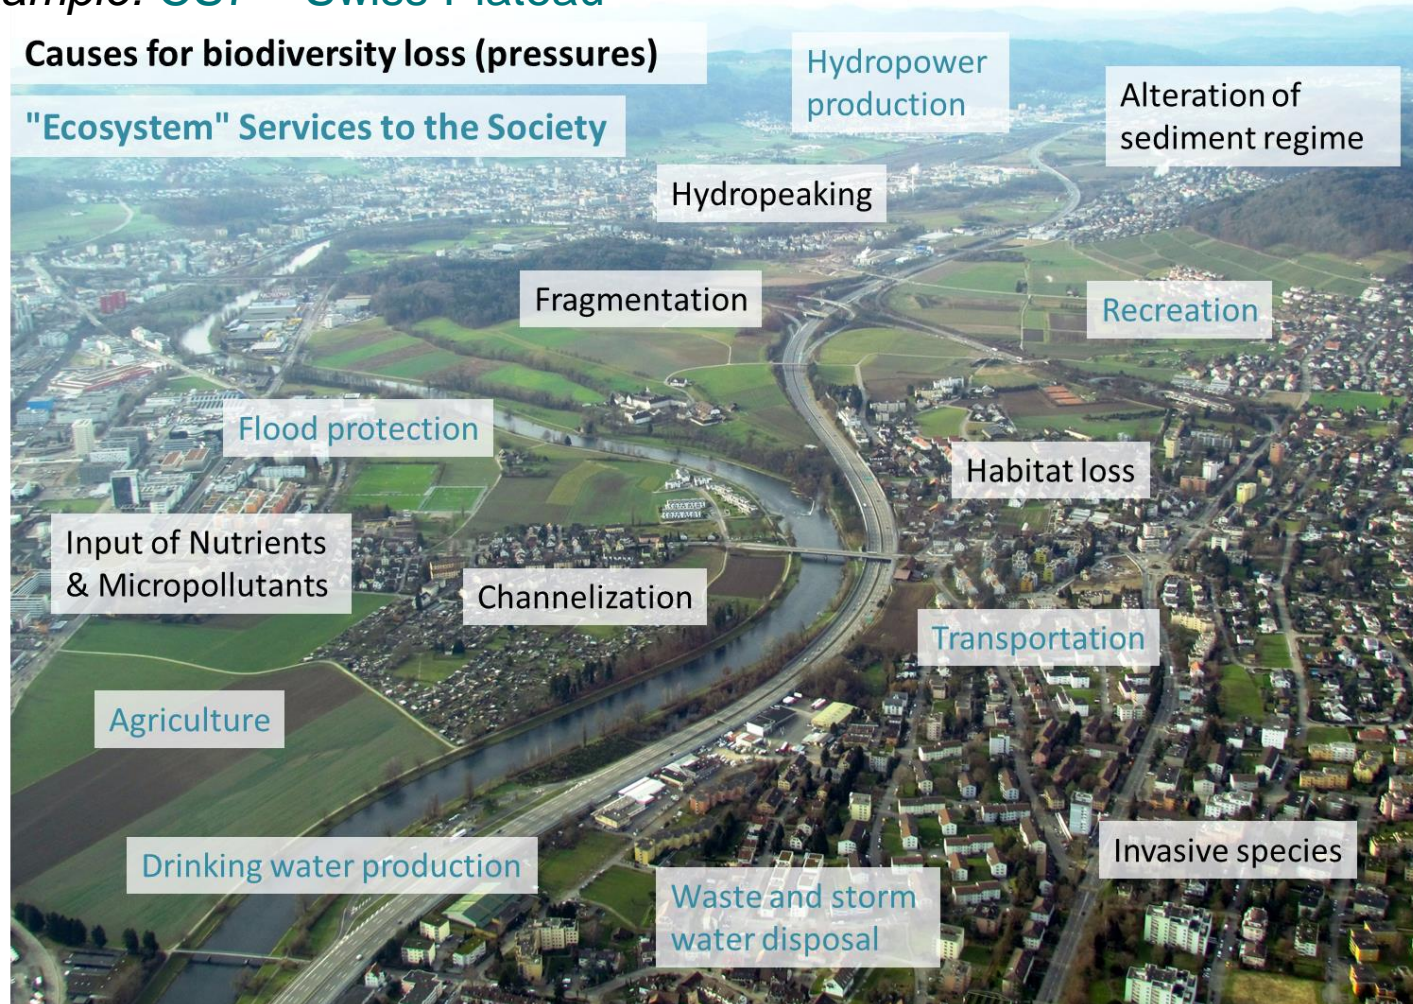 Swiss Plateau
Causes for biodiversity loss (pressures)
"Ecosystem" Services to the Society
Hydropower
production
Alteration of
sediment regime
Hydropeaking
Fragmentation
Recreation
Flood protection
Habitat loss
Input of Nutrients
& Micropollutants
Channelization
Transportation
Agriculture
Drinking water production
Invasive species
Waste and storm
water disposal